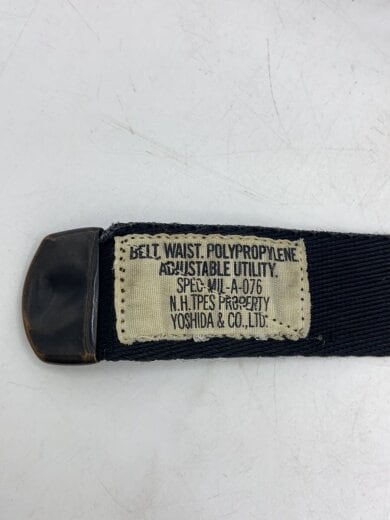 BELT, WAIST, POLYPROPYLENE
ADJUSTABLE UTILITY.
SPEC-MIL-A-076
N.H.TPES PROPERTY
YOSHIDA & CO.,LTD.